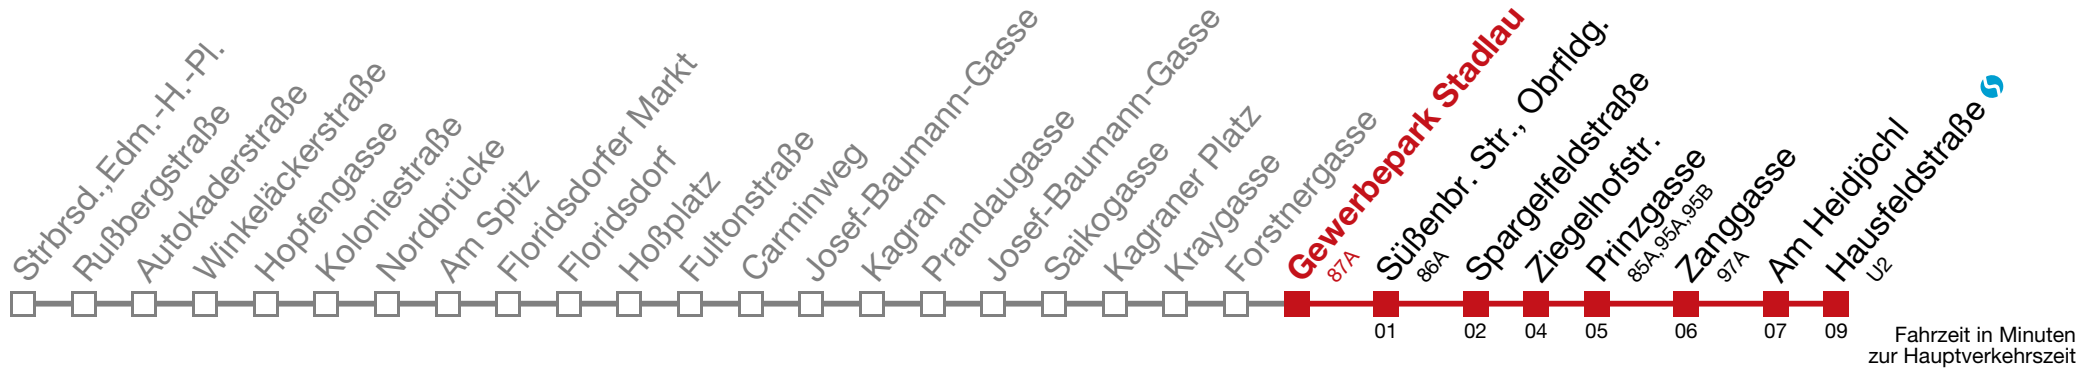 Strbrsd.,Edm.-H.-Pl.
Rußbergstraße
Autokaderstraße
Winkeläckerstraße
Hopfengasse
Koloniestraße
Nordbrücke
Am Spitz
Floridsdorfer Markt
Floridsdorf
Hoßplatz
Fultonstraße
Carminweg
Josef-Baumann-Gasse
Kagran
Prandaugasse
Josef-Baumann-Gasse
Saikogasse
Kagraner Platz
Kraygasse
Forstnergasse
Gewerbepark Stadlau
87A
Süßenbr. Str., Obrfldg.
86A
Spargelfeldstraße
Ziegelhofstr.
Prinzgasse
85A,95A,95B
Zanggasse
97A
Am Heidjöchl
Hausfeldstraße
U2
01
02
04
05
06
07
09
Fahrzeit in Minuten
zur Hauptverkehrszeit